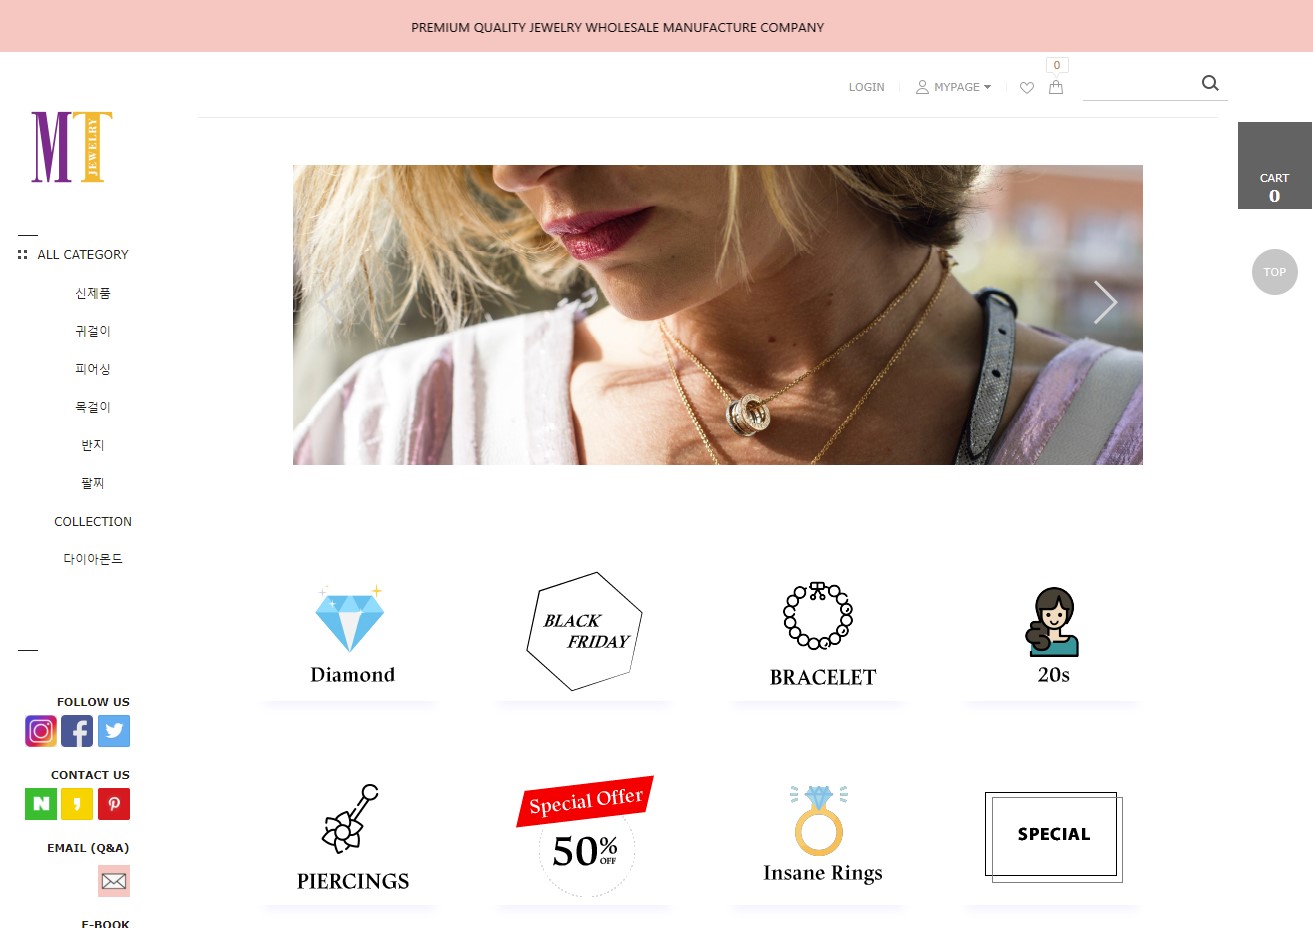 PREMIUM QUALITY JEWELRY WHOLESALE MANUFACTURE COMPANY
LOGIN
MYPAGE
0
MT
JEWELRY
CART
0
TOP
ALL CATEGORY
신제품
귀걸이
피어싱
목걸이
반지
팔찌
COLLECTION
다이아몬드
Diamond
BLACK
FRIDAY
BRACELET
20s
FOLLOW US
CONTACT US
N
EMAIL (Q&A)
E-BOOK
PIERCINGS
Special Offer
50%
OFF
Insane Rings
SPECIAL